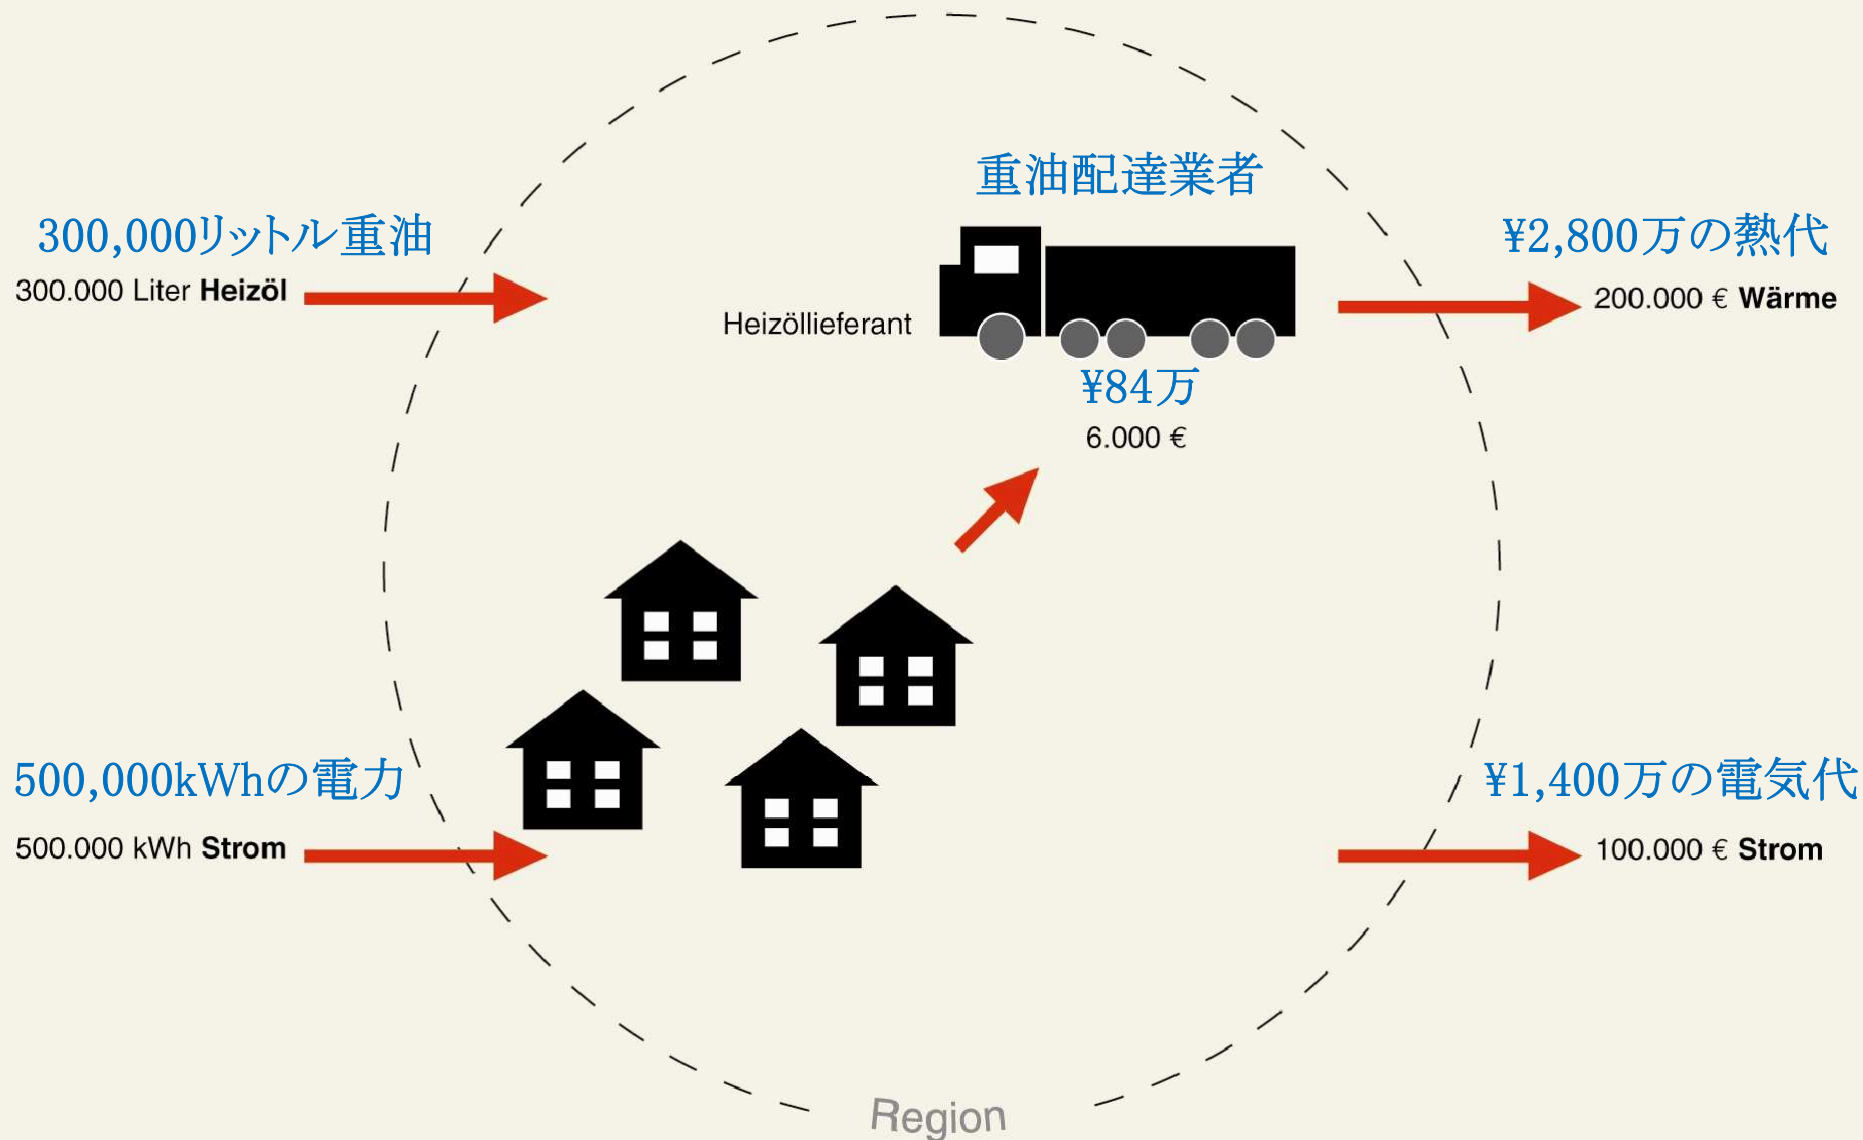 重油配達業者
300,000リットル重油
300.000 Liter Heizöl
¥2,800万の熱代
200.000 € Wärme
Heizöllieferant
¥84万
6.000 €
500,000kWhの電力
500.000 kWh Strom
¥1,400万の電気代
100.000 € Strom
Region